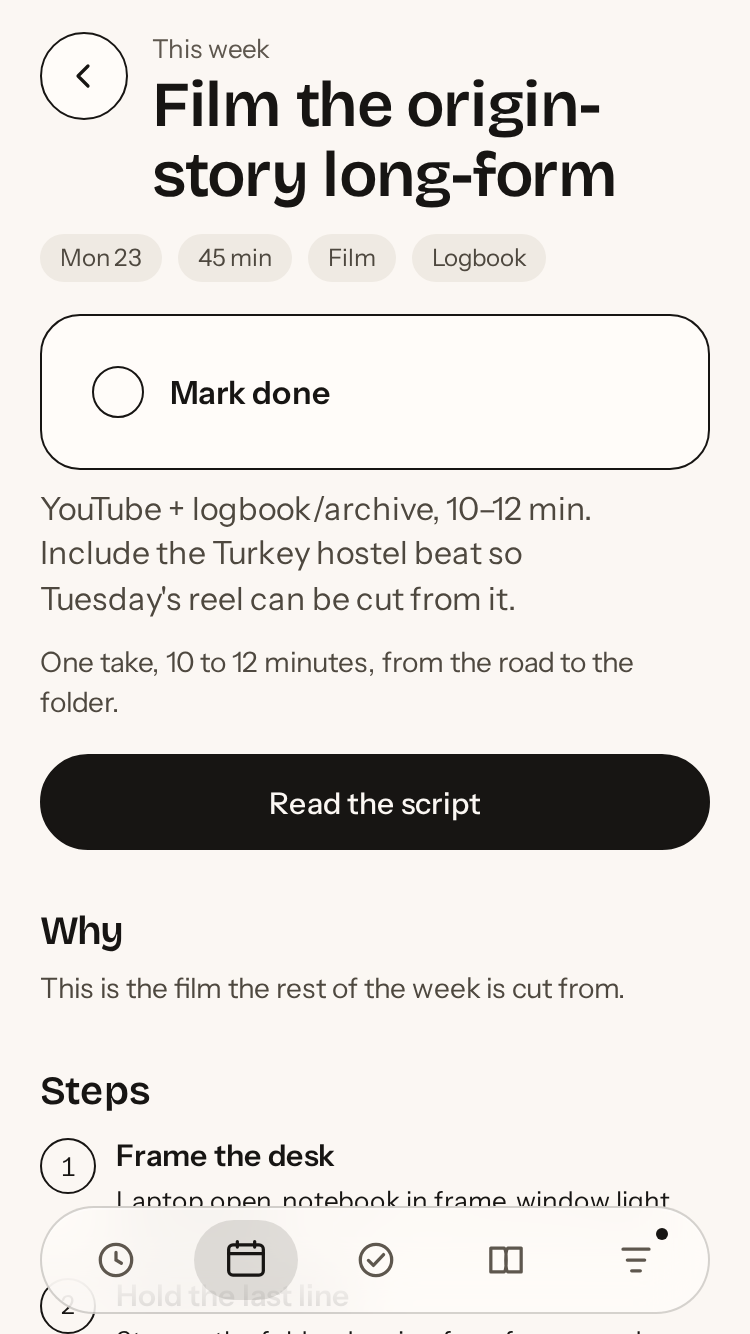 This week
Film the origin-
story long-form
Mon 23
45 min
Film
Logbook
Mark done
YouTube + logbook/archive, 10–12 min.
Include the Turkey hostel beat so
Tuesday's reel can be cut from it.
One take, 10 to 12 minutes, from the road to the
folder.
Read the script
Why
This is the film the rest of the week is cut from.
Steps
1
Frame the desk
Laptop open, notebook in frame, window light
2
Hold the last line